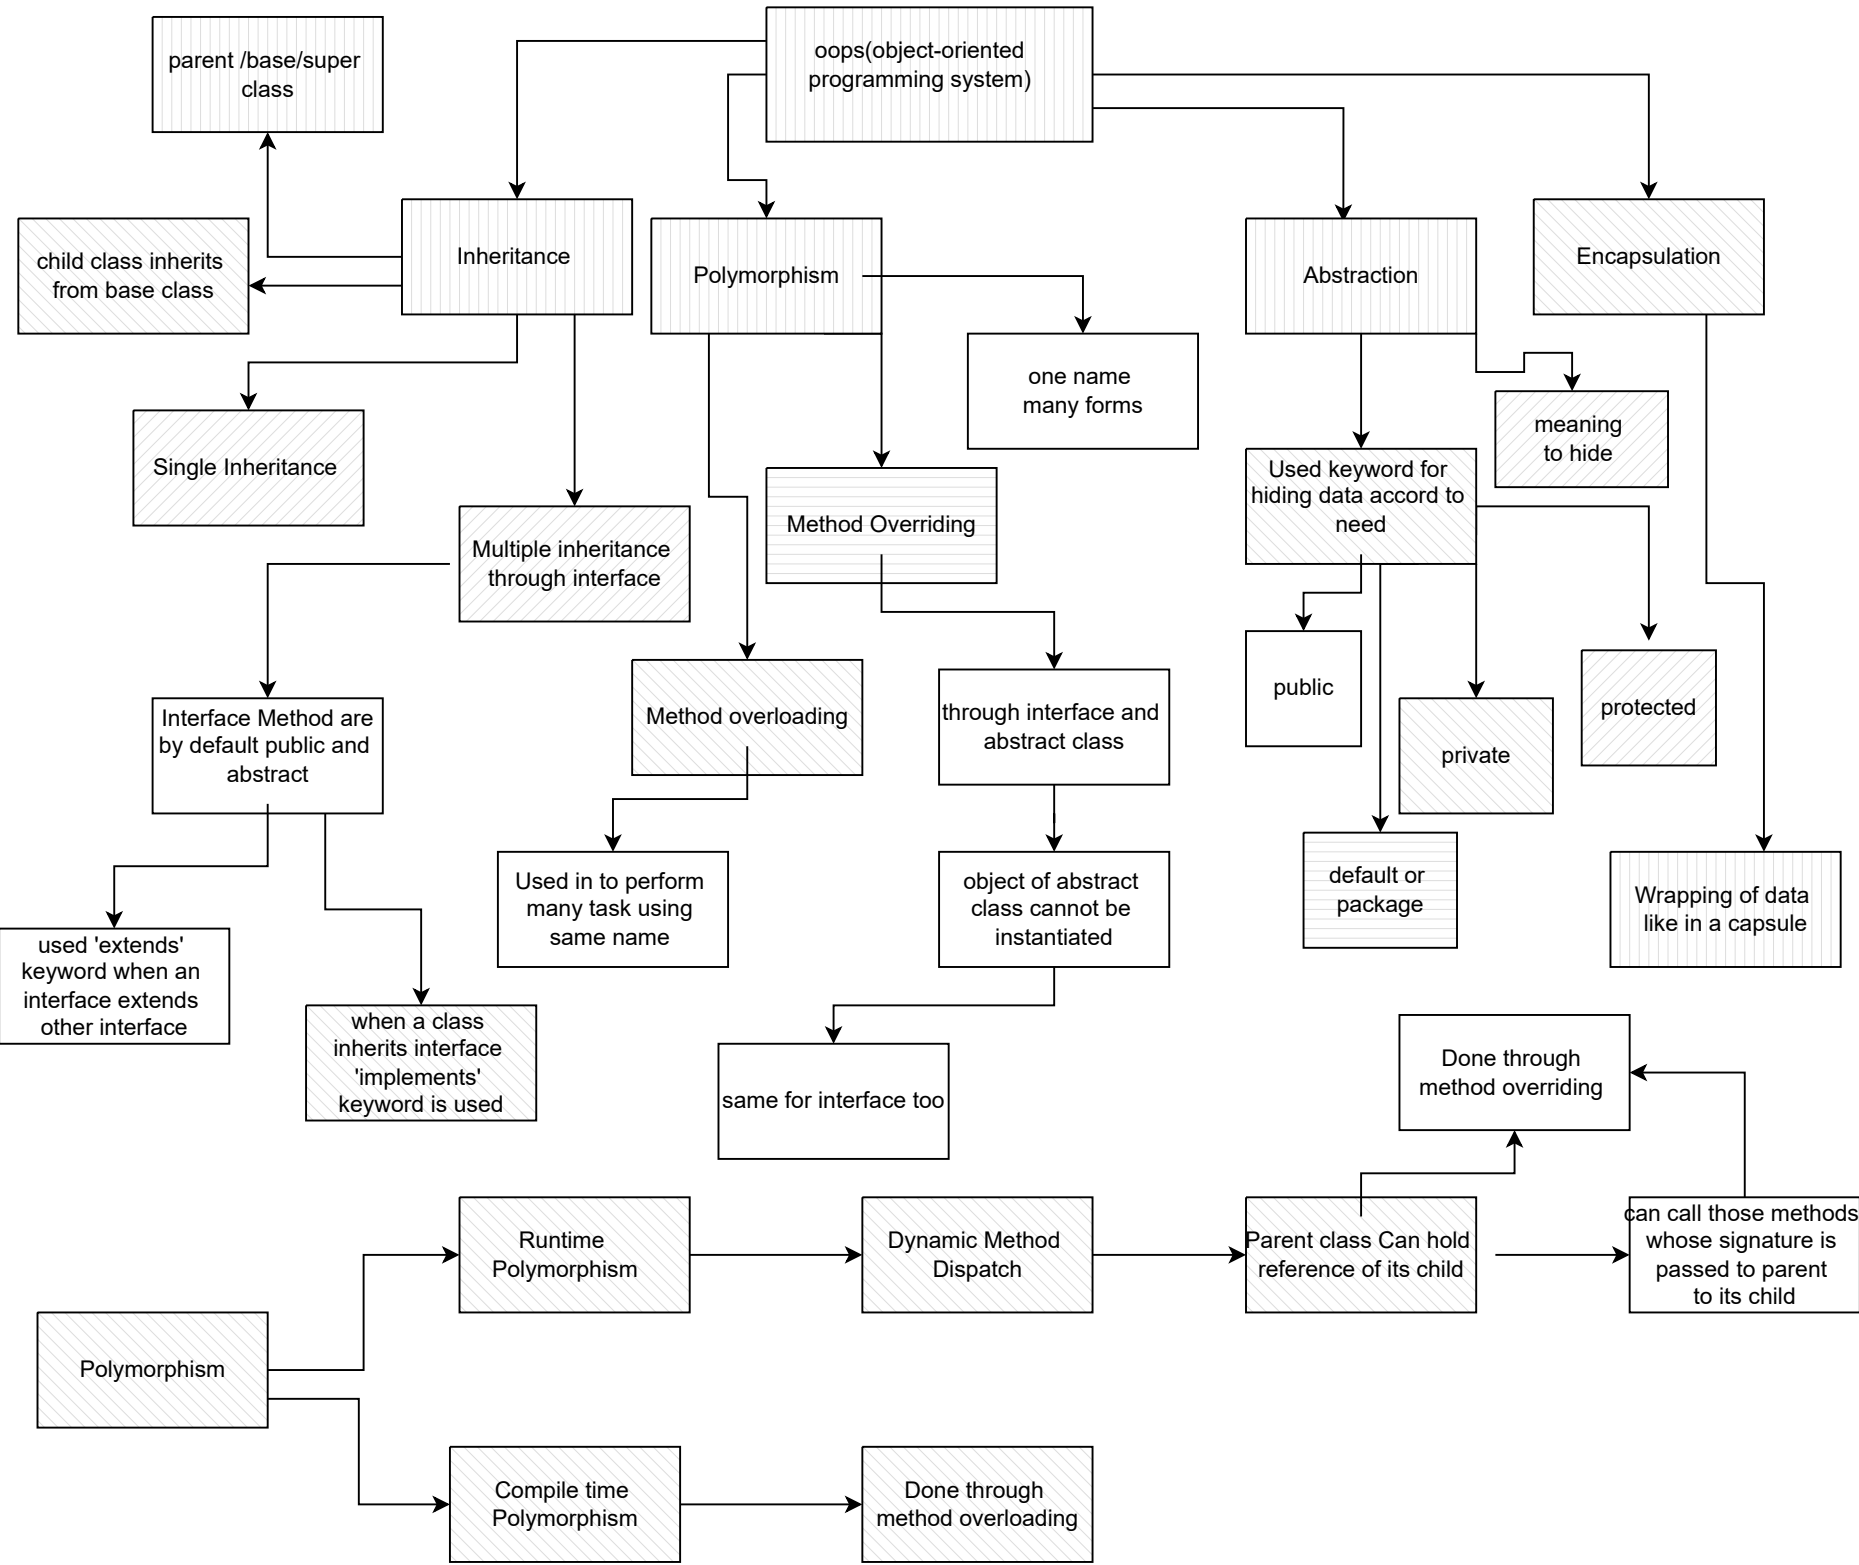 parent /base/super
class
oops(object-oriented
programming system)
child class inherits
from base class
Inheritance
Polymorphism
Abstraction
Encapsulation
one name
many forms
meaning
to hide
Single Inheritance
Multiple inheritance
through interface
Method Overriding
Used keyword for
hiding data accord to
need
Interface Method are
by default public and
abstract
Method overloading
through interface and
abstract class
public
private
protected
used 'extends'
keyword when an
interface extends
other interface
when a class
inherits interface
'implements'
keyword is used
Used in to perform
many task using
same name
object of abstract
class cannot be
instantiated
default or
package
Wrapping of data
like in a capsule
same for interface too
Done through
method overriding
Runtime
Polymorphism
Dynamic Method
Dispatch
Parent class Can hold
reference of its child
can call those methods
whose signature is
passed to parent
to its child
Polymorphism
Compile time
Polymorphism
Done through
method overloading